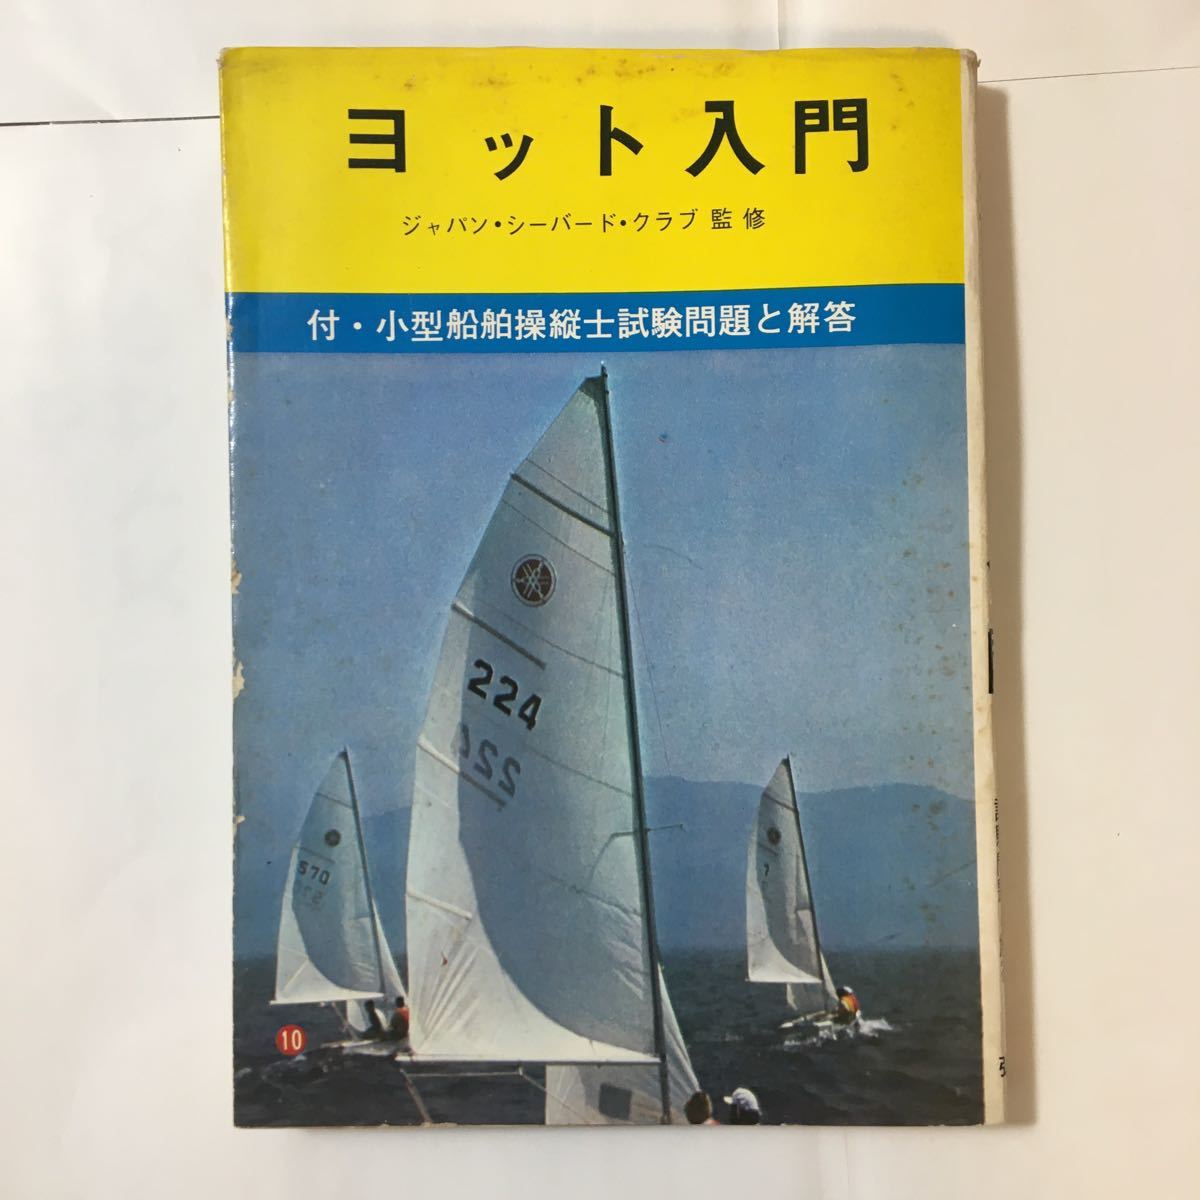 ヨット入門
ジャパン・シーバード・クラブ監修
付・小型船舶操縦士試験問題と解答
224
570
7
10